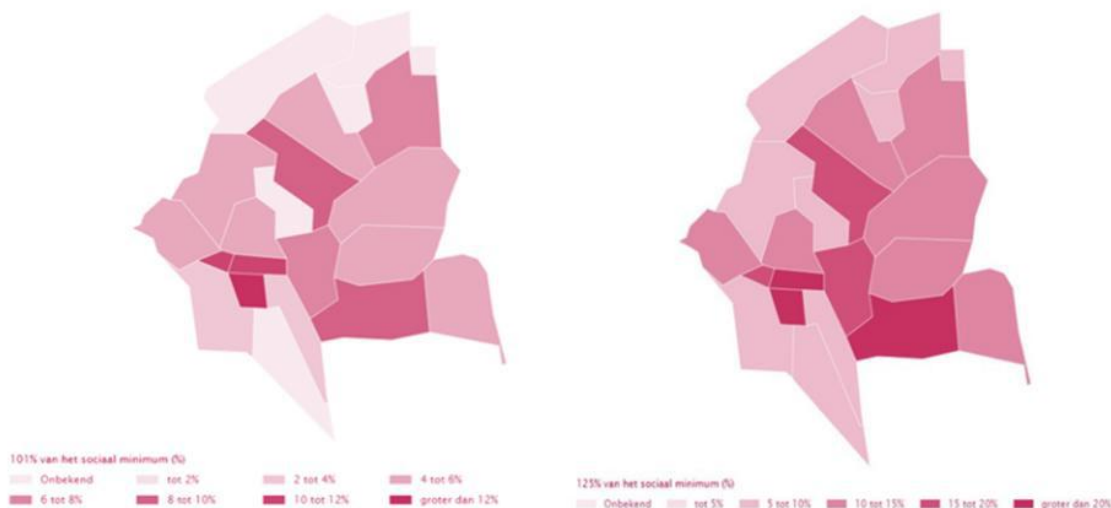 101% van het sociaal minimum (%)
Onbekend tot 2% 2 tot 4% 4 tot 6%
6 tot 8% 8 tot 10% 10 tot 12% groter dan 12%
125% van het sociaal minimum (%)
Onbekend tot 5% 5 tot 10% 10 tot 15% 15 tot 20% groter dan 20%